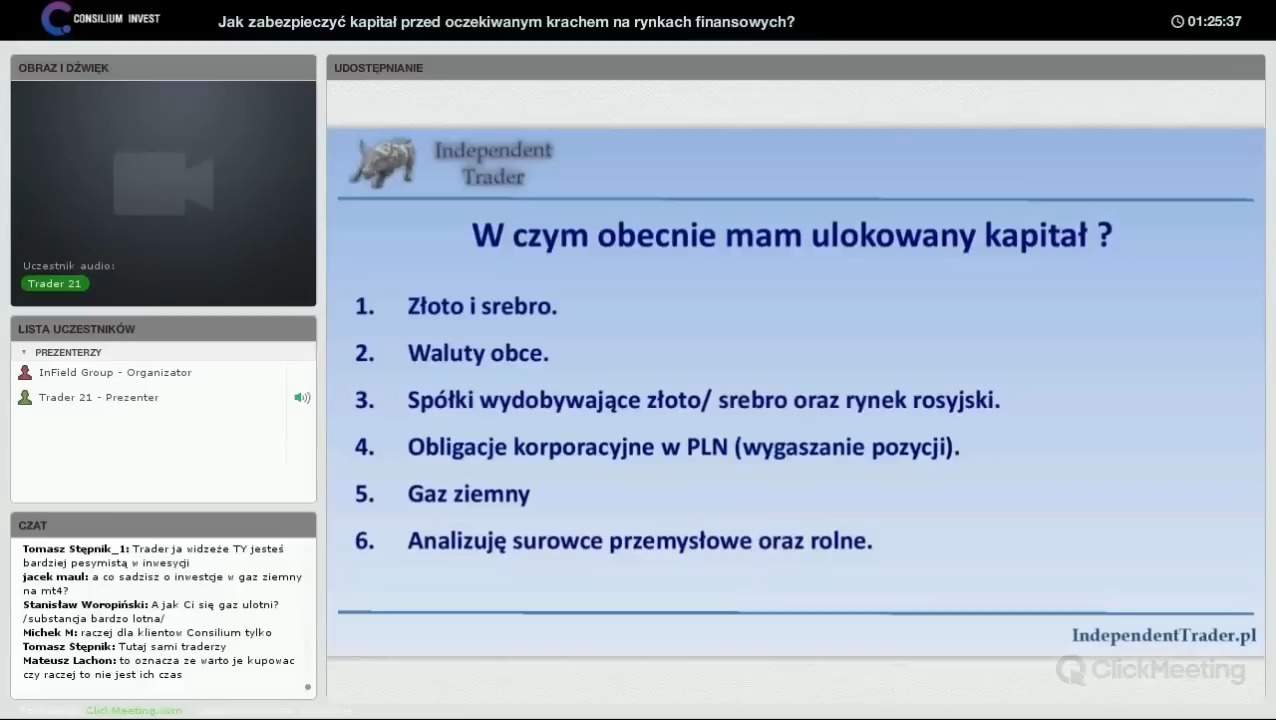 CONSILIUM INVEST
Jak zabezpieczyć kapitał przed oczekiwanym krachem na rynkach finansowych?
01:25:37
OBRAZ I DŹWIĘK
Uczestnik audio:
Trader 21
LISTA UCZESTNIKÓW
PREZENTERZY
InField Group - Organizator
Trader 21 - Prezenter
CZAT
Tomasz Stępnik_1: Trader ja widzeże TY jesteś
bardziej pesymistą w inwesycji
jacek maul: a co sadzisz o inwestcje w gaz ziemny
na mt4?
Stanisław Woropiński: A jak Ci się gaz ulotni?
/substancja bardzo lotna/
Michek M: raczej dla klientow Consilium tylko
Tomasz Stępnik: Tutaj sami traderzy
Mateusz Lachon: to oznacza ze warto je kupowac
czy raczej to nie jest ich czas
ClickMeeting.com
UDOSTĘPNIANIE
Independent
Trader
W czym obecnie mam ulokowany kapitał ?
1. Złoto i srebro.
2. Waluty obce.
3. Spółki wydobywające złoto/ srebro oraz rynek rosyjski.
4. Obligacje korporacyjne w PLN (wygaszanie pozycji).
5. Gaz ziemny
6. Analizuję surowce przemysłowe oraz rolne.
IndependentTrader.pl
ClickMeeting